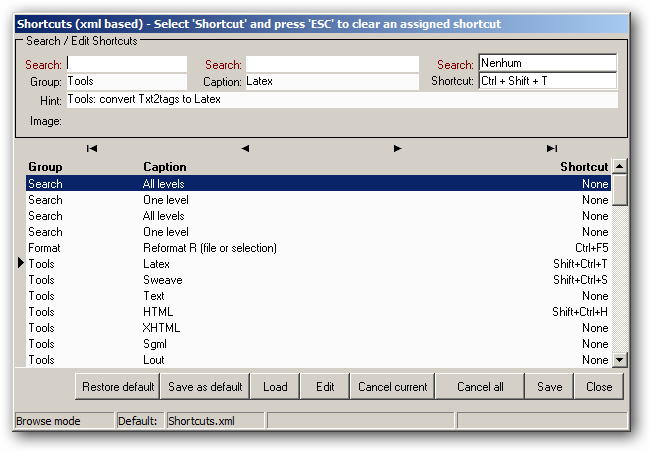 Shortcuts (xml based) - Select 'Shortcut' and press 'ESC' to clear an assigned shortcut
Search / Edit Shortcuts
Search: Search: Search: Nenhum
Group: Tools Caption: Latex Shortcut: Ctrl + Shift + T
Hint: Tools: convert Txt2tags to Latex
Image:
Group Caption Shortcut
Search All levels None
Search One level None
Search All levels None
Search One level None
Format Reformat R (file or selection) Ctrl+F5
Tools Latex Shift+Ctrl+T
Tools Sweave Shift+Ctrl+S
Tools Text None
Tools HTML Shift+Ctrl+H
Tools XHTML None
Tools Sgml None
Tools Lout None
Restore default Save as default Load Edit Cancel current Cancel all Save Close
Browse mode Default: Shortcuts.xml